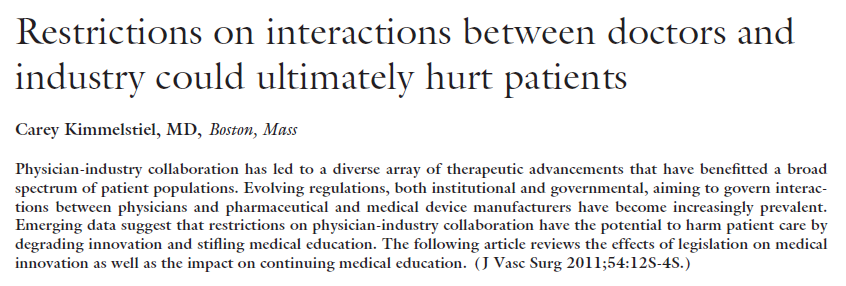 Restrictions on interactions between doctors and
industry could ultimately hurt patients
Carey Kimmelstiel, MD, Boston, Mass
Physician-industry collaboration has led to a diverse array of therapeutic advancements that have benefitted a broad
spectrum of patient populations. Evolving regulations, both institutional and governmental, aiming to govern interac-
tions between physicians and pharmaceutical and medical device manufacturers have become increasingly prevalent.
Emerging data suggest that restrictions on physician-industry collaboration have the potential to harm patient care by
degrading innovation and stifling medical education. The following article reviews the effects of legislation on medical
innovation as well as the impact on continuing medical education. (J Vasc Surg 2011;54:12S-4S.)